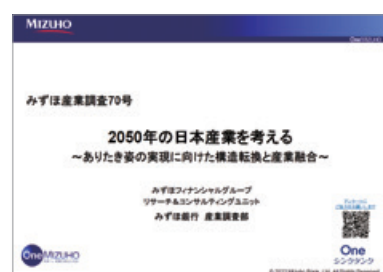 MIZUHO
OneMIZUHO
みずほ産業調査70号
2050年の日本産業を考える
～ありたき姿の実現に向けた構造転換と産業融合～
みずほフィナンシャルグループ
リサーチ&コンサルティングユニット
みずほ銀行 産業調査部
OneMIZUHO
One
シンクタンク